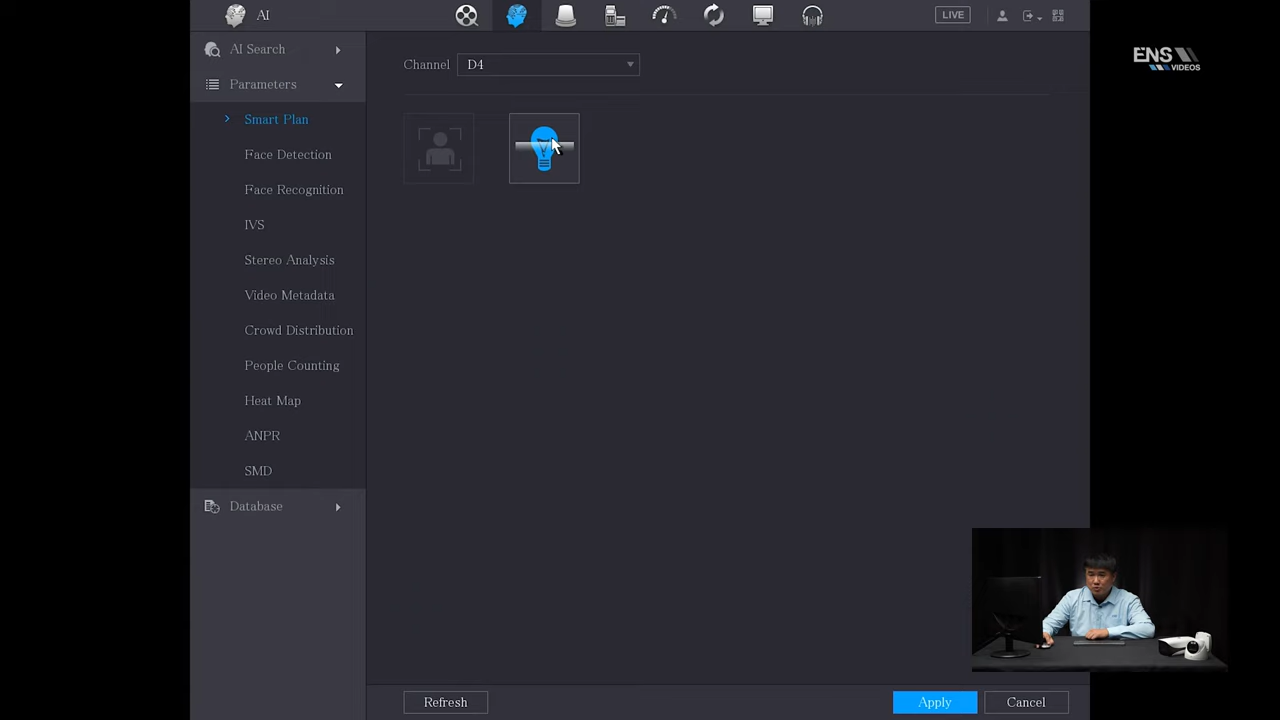 AI
LIVE
ENS
VIDEOS
AI Search
Parameters
Smart Plan
Face Detection
Face Recognition
IVS
Stereo Analysis
Video Metadata
Crowd Distribution
People Counting
Heat Map
ANPR
SMD
Database
Channel D4
Refresh
Apply
Cancel